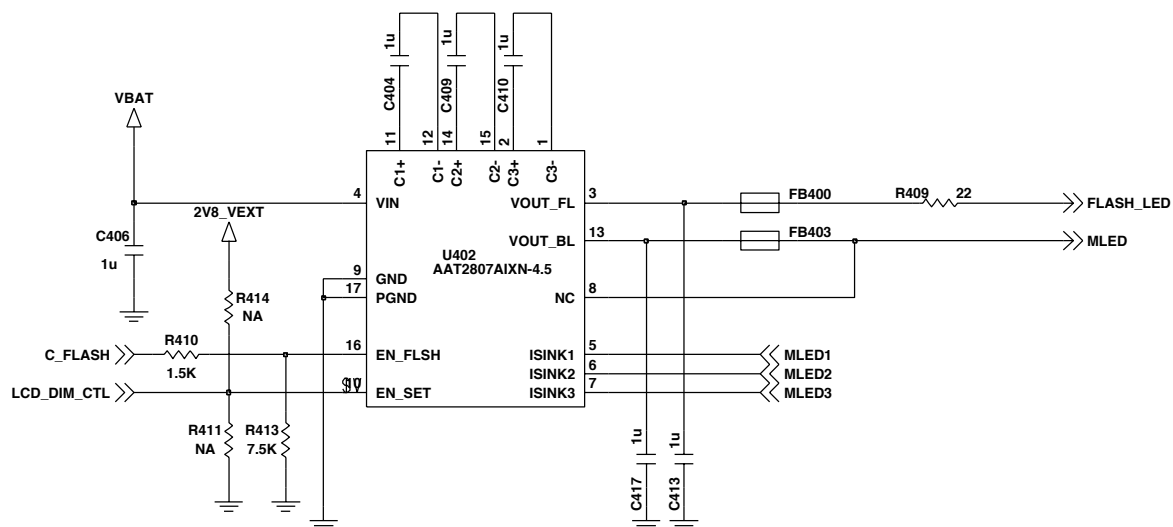 1u
1u
1u
C404
C409
C410
VBAT
11
12
14
15
2
1
C1+
C1-
C2+
C2-
C3+
C3-
4
VIN
VOUT_FL
3
FB400
R409
22
FLASH_LED
2V8_VEXT
C406
1u
VOUT_BL
13
FB403
MLED
U402
AAT2807AIXN-4.5
9
GND
17
PGND
NC
8
R414
NA
C_FLASH
R410
1.5K
16
EN_FLSH
ISINK1
5
MLED1
ISINK2
6
MLED2
LCD_DIM_CTL
EN_SET
ISINK3
7
MLED3
R411
NA
R413
7.5K
1u
1u
C417
C413